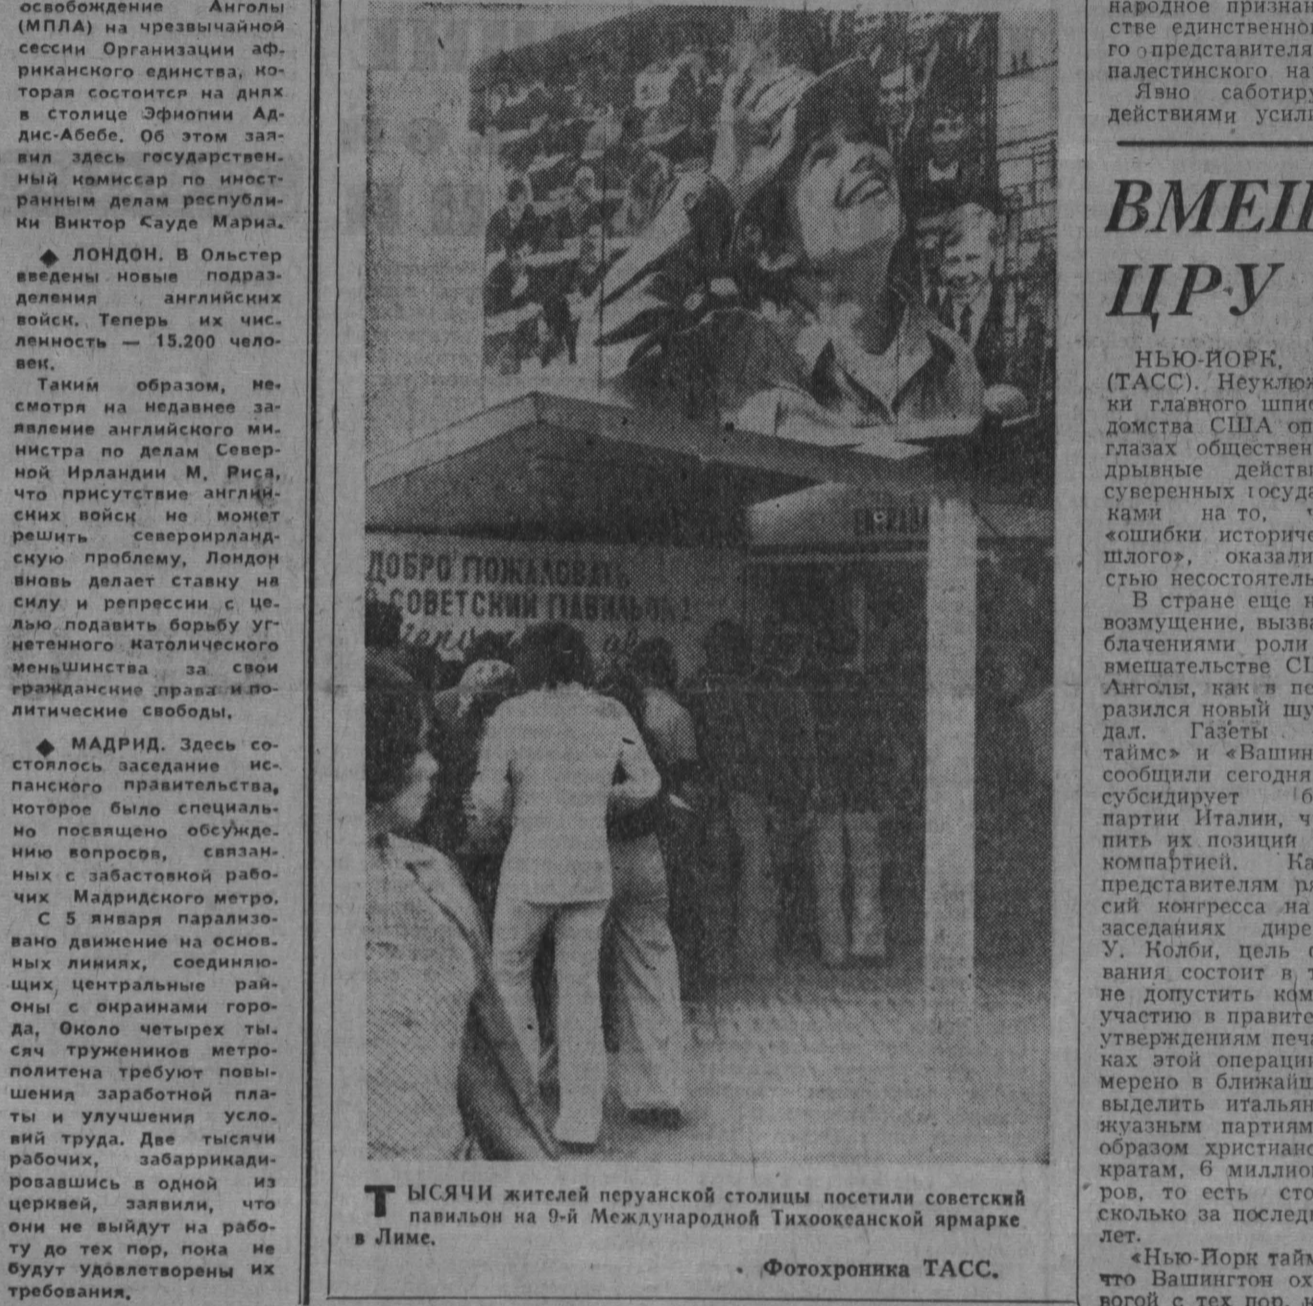 освобождение Анголы
(МПЛА) на чрезвычайной
сессии Организации аф-
риканского единства, ко-
торая состоится на днях
в столице Эфиопии Ад-
дис-Абебе. Об этом зая-
вил здесь государствен-
ный комиссар по иност-
ранным делам республи-
ки Виктор Сауде Мариа.
◆ ЛОНДОН. В Ольстер
введены новые подраз-
деления английских
войск. Теперь их чис-
ленность — 15.200 чело-
век.
Таким образом, не-
смотря на недавнее за-
явление английского ми-
нистра по делам Север-
ной Ирландии М. Риса,
что присутствие англий-
ских войск не может
решить североирланд-
скую проблему, Лондон
вновь делает ставку на
силу и репрессии с це-
лью подавить борьбу уг-
нетенного католического
меньшинства за свои
гражданские права и по-
литические свободы.
◆ МАДРИД. Здесь со-
стоялось заседание ис-
панского правительства,
которое было специаль-
но посвящено обсужде-
нию вопросов, связан-
ных с забастовкой рабо-
чих Мадридского метро.
С 5 января парализо-
вано движение на основ-
ных линиях, соединяю-
щих центральные рай-
оны с окраинами горо-
да. Около четырех ты-
сяч тружеников метро-
политена требуют повы-
шения заработной пла-
ты и улучшения усло-
вий труда. Две тысячи
рабочих, забаррикади-
ровавшись в одной из
церквей, заявили, что
они не выйдут на рабо-
ту до тех пор, пока не
будут удовлетворены их
требования.
ДОБРО ПОЖАЛОВАТЬ
В СОВЕТСКИЙ ПАВИЛЬОН!
ТЫСЯЧИ жителей перуанской столицы посетили советский
павильон на 9-й Международной Тихоокеанской ярмарке
в Лиме.
Фотохроника ТАСС.
народное признан
стве единственно
го представителя
палестинского на
Явно саботиру
действиями усили
ВМЕШ
ЦРУ
НЬЮ-ЙОРК,
(ТАСС). Неуклюж
ки главного шпис
домства США оп
глазах обществен
дрывные действи
суверенных госуда
ками на то, ч
«ошибки историче
шлого», оказали
стью несостоятель
В стране еще н
возмущение, вызва
блачениями роли
вмешательстве СШ
Анголы, как в пе
разился новый шу
дал. Газеты
таймс» и «Вашин
сообщили сегодня
субсидирует б
партии Италии, ч
пить их позиций
компартией. Ка
представителям ря
сий конгресса на
заседаниях дире
У. Колби, цель с
вания состоит в т
не допустить ком
участию в правите
утверждениям печа
ках этой операции
мерено в ближайш
выделить итальян
жуазным партиям
образом христианс
кратам, 6 миллио
ров, то есть сто
сколько за последн
лет.
«Нью-Йорк тайм
что Вашингтон ох
вогой с тех пор,